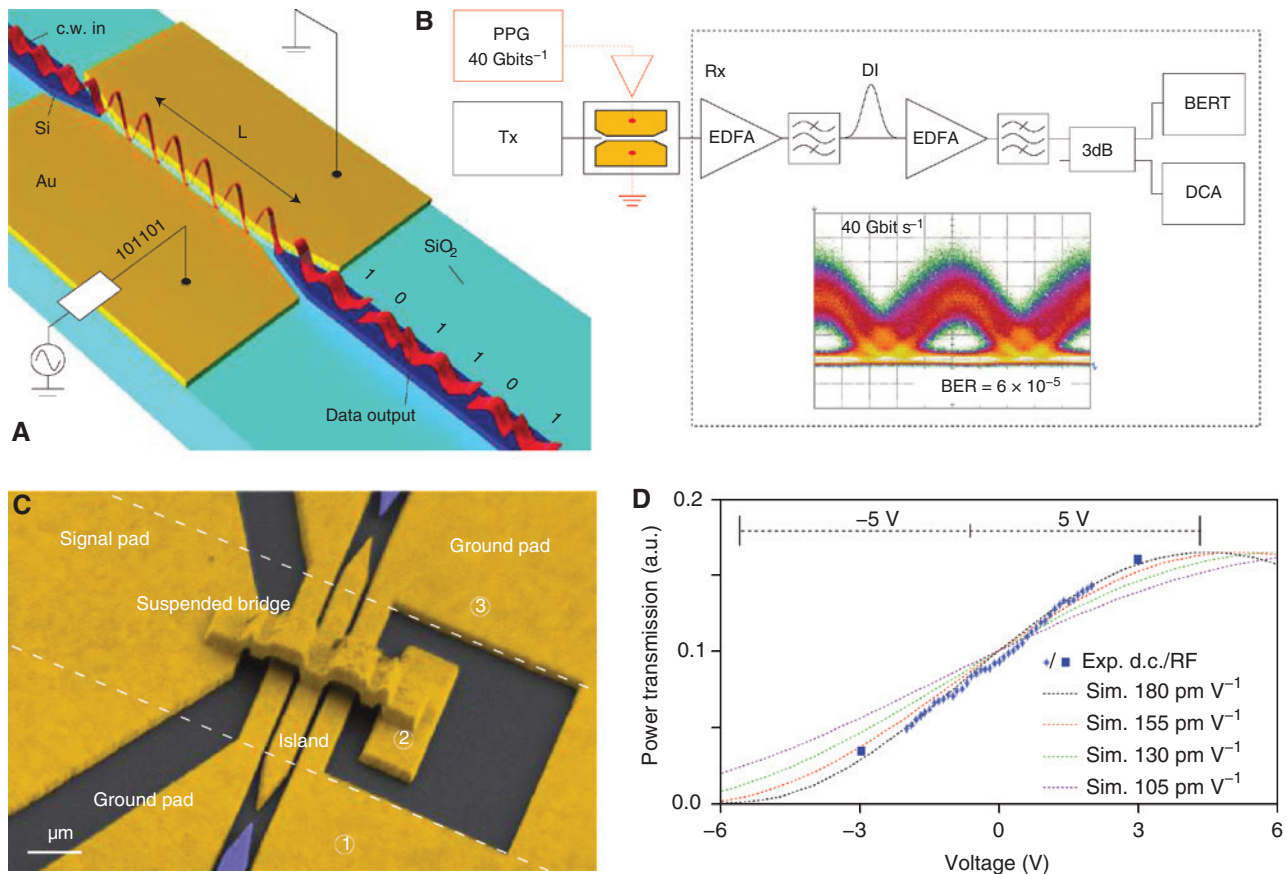 A
c.w. in
Si
Au
L
101101
SiO2
1
0
1
1
0
1
Data output
B
PPG
40 Gbits−1
Tx
Rx
EDFA
DI
EDFA
3dB
BERT
DCA
40 Gbit s−1
BER = 6 × 10−5
C
Signal pad
Ground pad
Suspended bridge
③
②
Island
Ground pad
①
μm
D
Power transmission (a.u.)
0.2
0.1
0.0
−5 V
5 V
/ Exp. d.c./RF
Sim. 180 pm V−1
Sim. 155 pm V−1
Sim. 130 pm V−1
Sim. 105 pm V−1
−6
−3
0
3
6
Voltage (V)